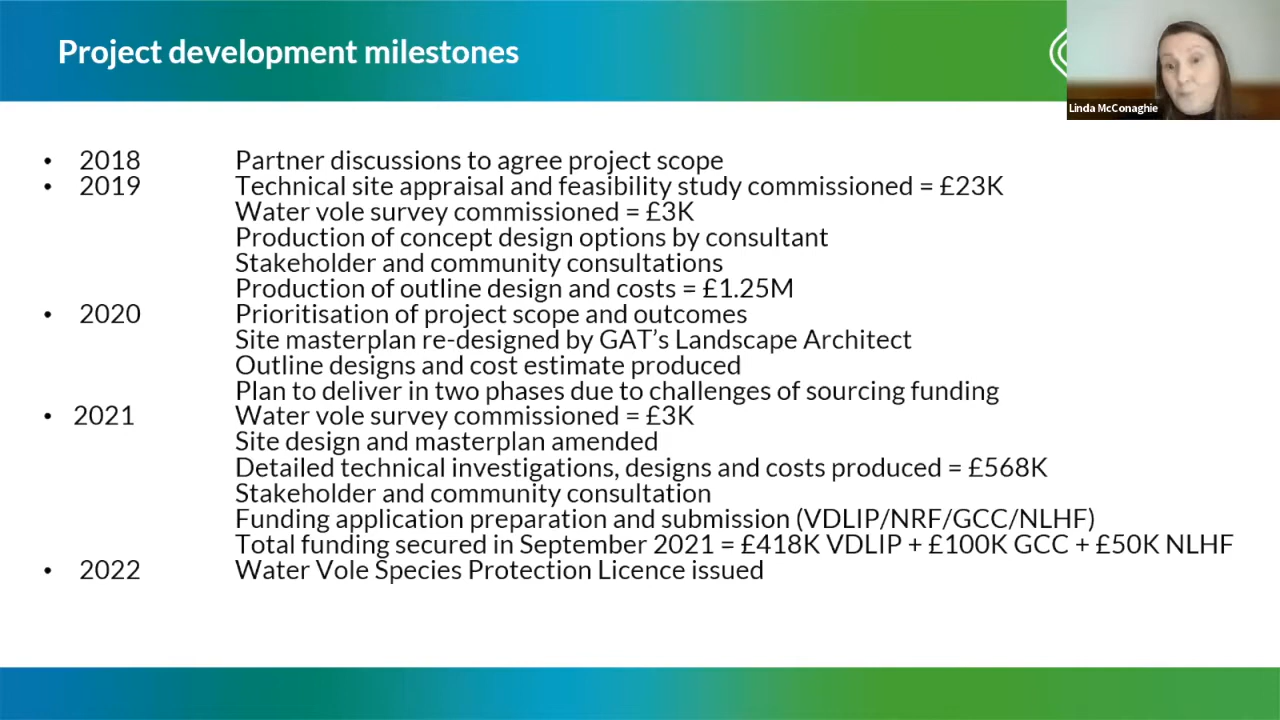 Project development milestones
Linda McConaghie
• 2018 Partner discussions to agree project scope
• 2019 Technical site appraisal and feasibility study commissioned = £23K
Water vole survey commissioned = £3K
Production of concept design options by consultant
Stakeholder and community consultations
Production of outline design and costs = £1.25M
• 2020 Prioritisation of project scope and outcomes
Site masterplan re-designed by GAT’s Landscape Architect
Outline designs and cost estimate produced
Plan to deliver in two phases due to challenges of sourcing funding
• 2021 Water vole survey commissioned = £3K
Site design and masterplan amended
Detailed technical investigations, designs and costs produced = £568K
Stakeholder and community consultation
Funding application preparation and submission (VDLIP/NRF/GCC/NLHF)
Total funding secured in September 2021 = £418K VDLIP + £100K GCC + £50K NLHF
• 2022 Water Vole Species Protection Licence issued